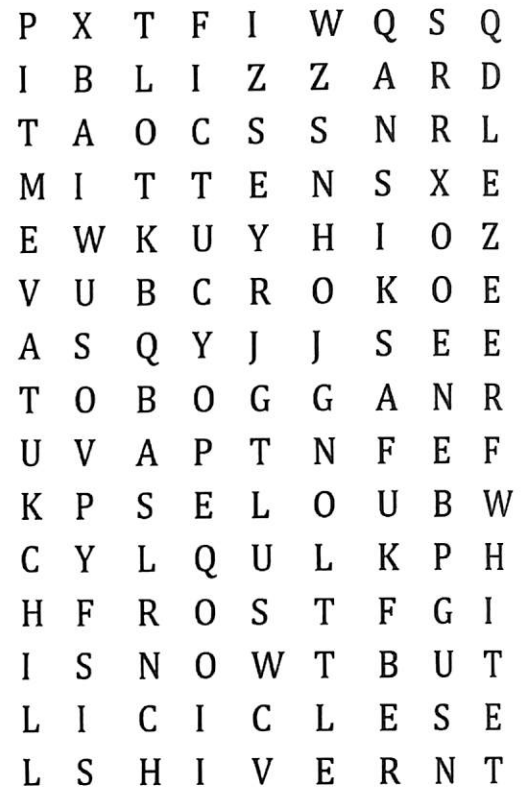 P X T F I W Q S Q
I B L I Z Z A R D
T A O C S S N R L
M I T T E N S X E
E W K U Y H I O Z
V U B C R O K O E
A S Q Y J J S E E
T O B O G G A N R
U V A P T N F E F
K P S E L O U B W
C Y L Q U L K P H
H F R O S T F G I
I S N O W T B U T
L I C I C L E S E
L S H I V E R N T